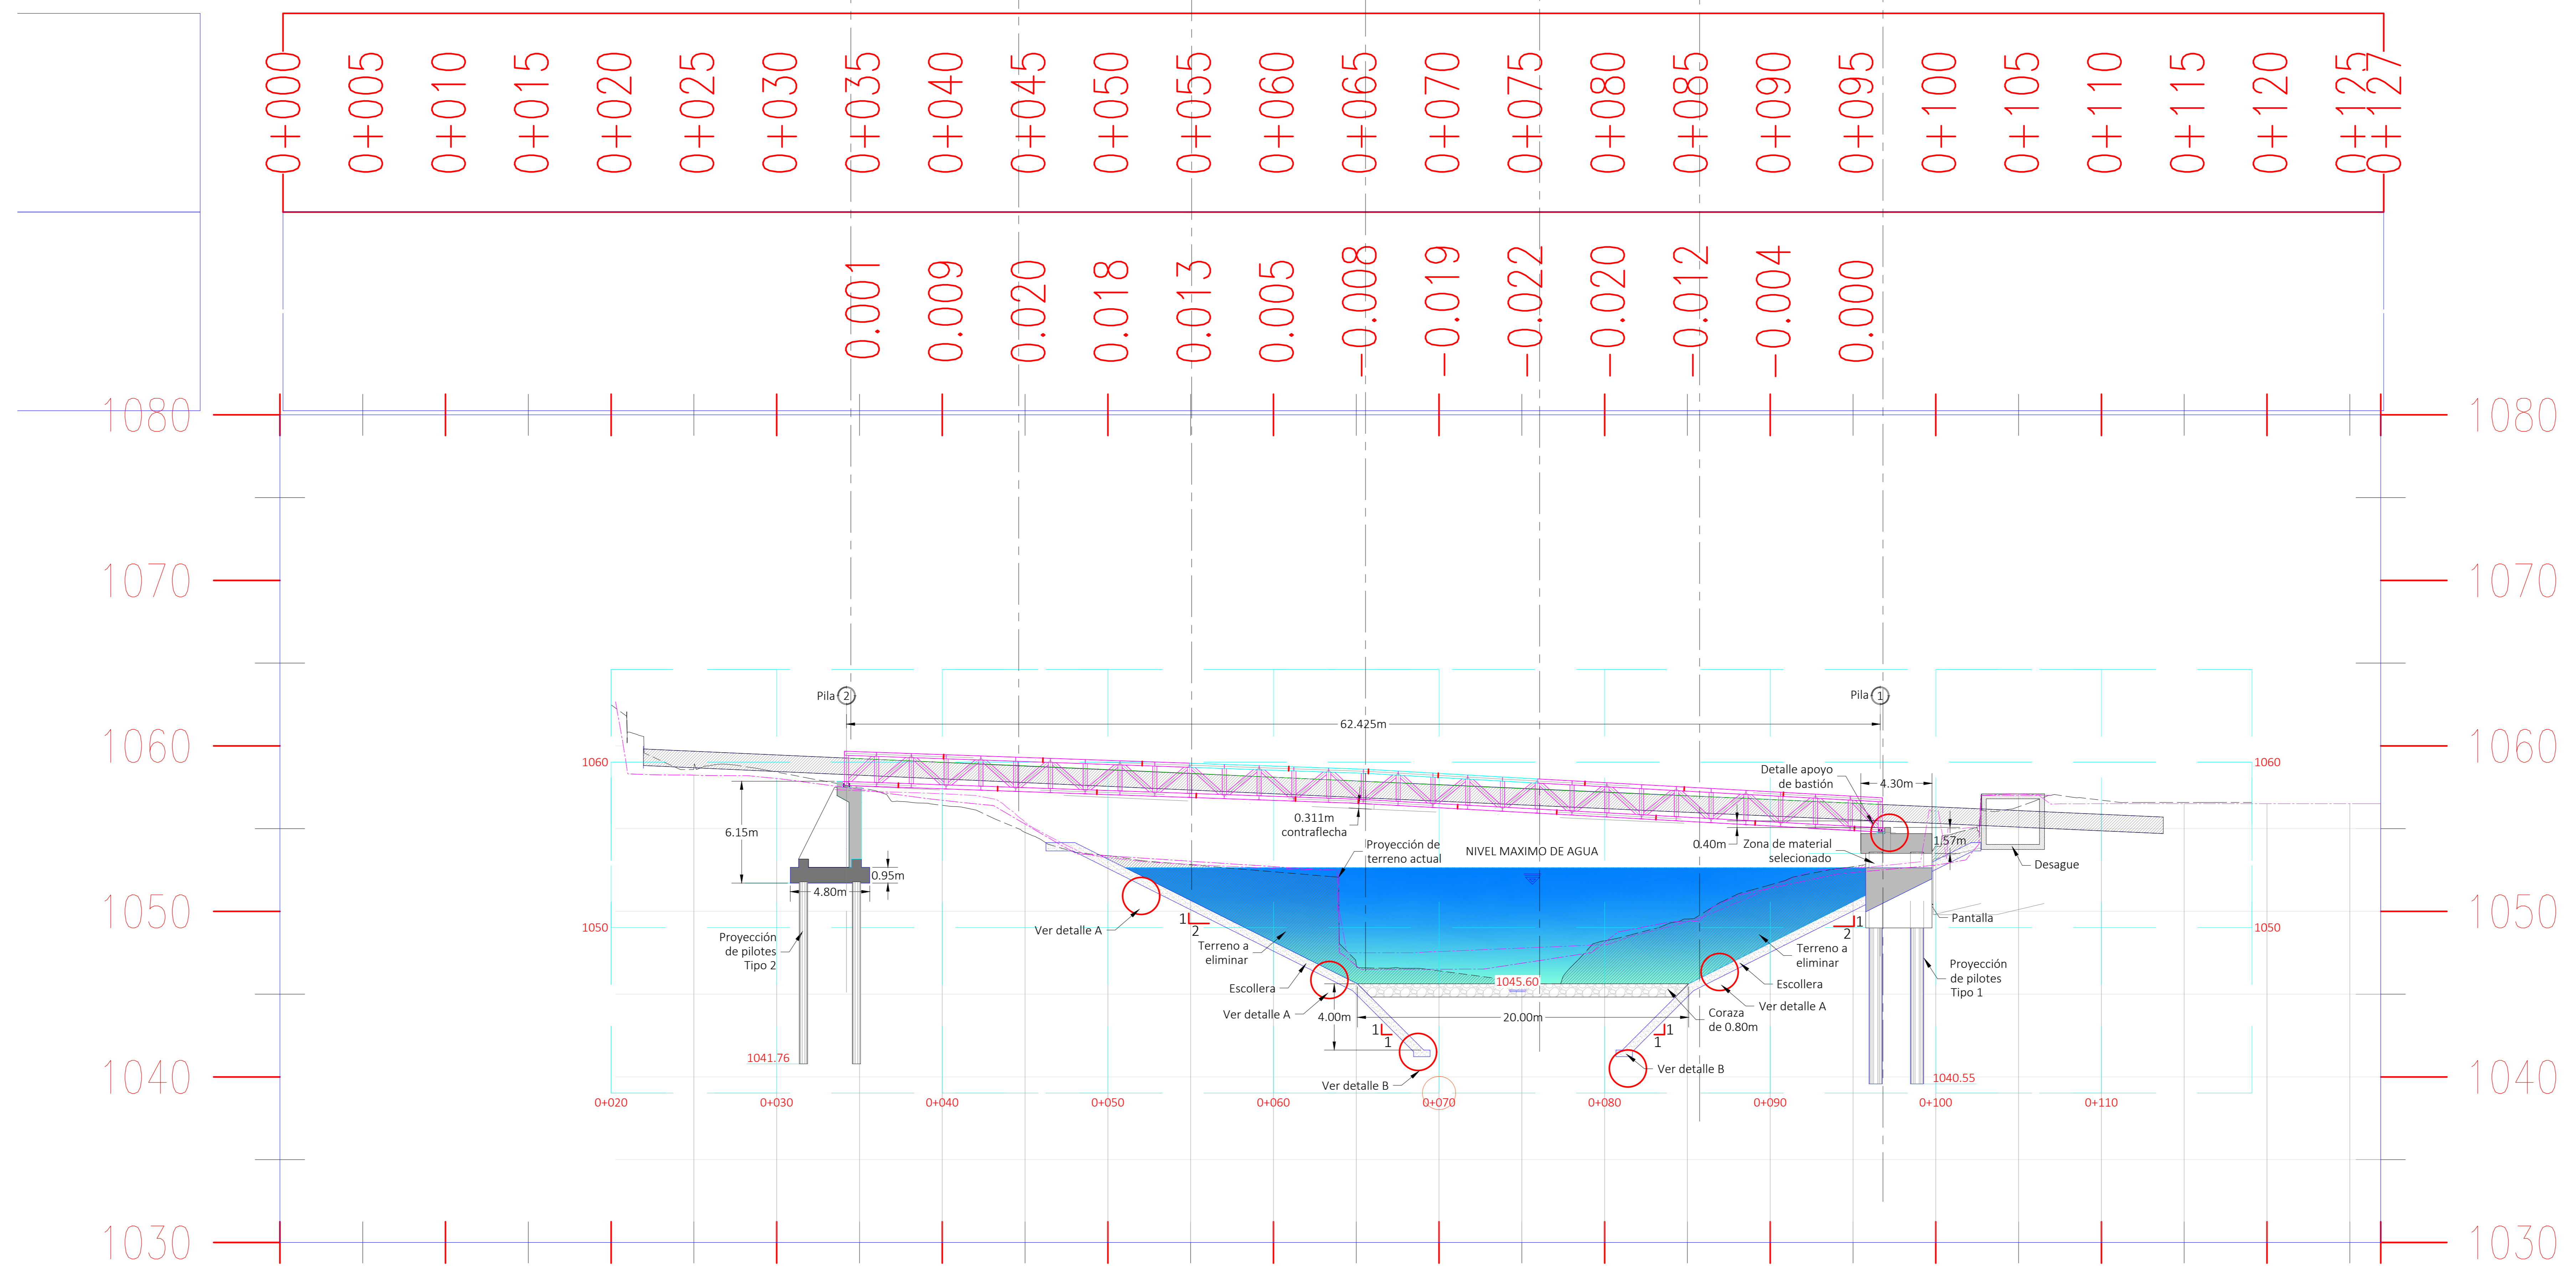 0+000 0+005 0+010 0+015 0+020 0+025 0+030 0+035 0+040 0+045 0+050 0+055 0+060 0+065 0+070 0+075 0+080 0+085 0+090 0+095 0+100 0+105 0+110 0+115 0+120 0+125 0+127
0.001 0.009 0.020 0.018 0.013 0.005 -0.008 -0.019 -0.022 -0.020 -0.012 -0.004 0.000
1080 1080
1070 1070
Pila 2 Pila 1
62.425m
1060 1060
1060 1060
Detalle apoyo
de bastión
4.30m
0.311m
contraflecha
6.15m
0.40m
1.57m
Proyección de
terreno actual
NIVEL MAXIMO DE AGUA
Zona de material
selecionado
Desague
0.95m
4.80m
1050 1050
1050 1050
Ver detalle A
1
2
1
2
Pantalla
Proyección
de pilotes
Tipo 2
Terreno a
eliminar
Terreno a
eliminar
Proyección
de pilotes
Tipo 1
Escollera
1045.60
Escollera
Ver detalle A
Ver detalle A
4.00m
20.00m
Coraza
de 0.80m
1
1
1
1
1041.76
Ver detalle B
Ver detalle B
1040.55
1040 1040
0+020 0+030 0+040 0+050 0+060 0+070 0+080 0+090 0+100 0+110
1030 1030